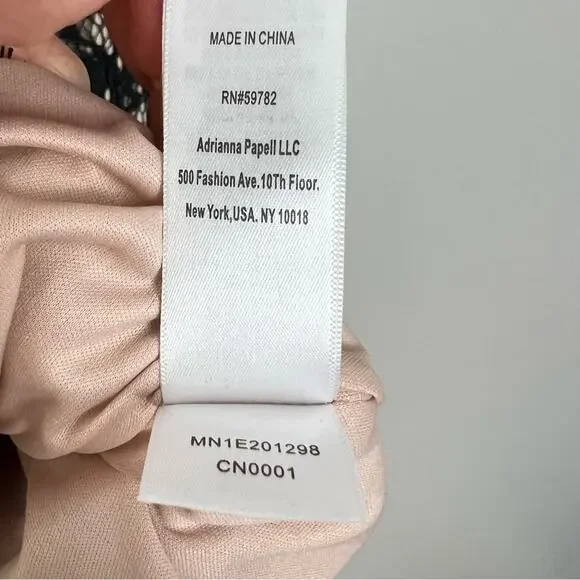 MADE IN CHINA
RN#59782
Adrianna Papell LLC
500 Fashion Ave.10Th Floor.
New York,USA. NY 10018
MN1E201298
CN0001